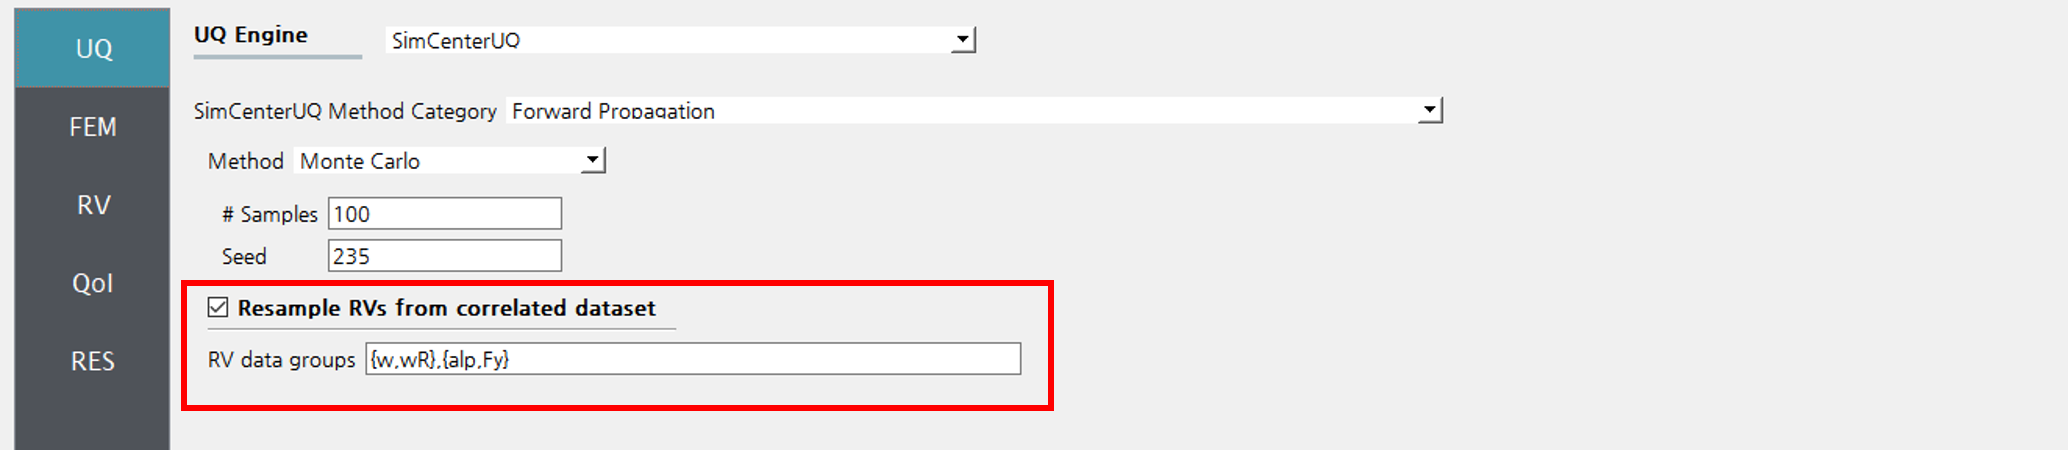 UQ
FEM
RV
QoI
RES
UQ Engine SimCenterUQ
SimCenterUQ Method Category Forward Propagation
Method Monte Carlo
# Samples 100
Seed 235
Resample RVs from correlated dataset
RV data groups {w,wR},{alp,Fy}